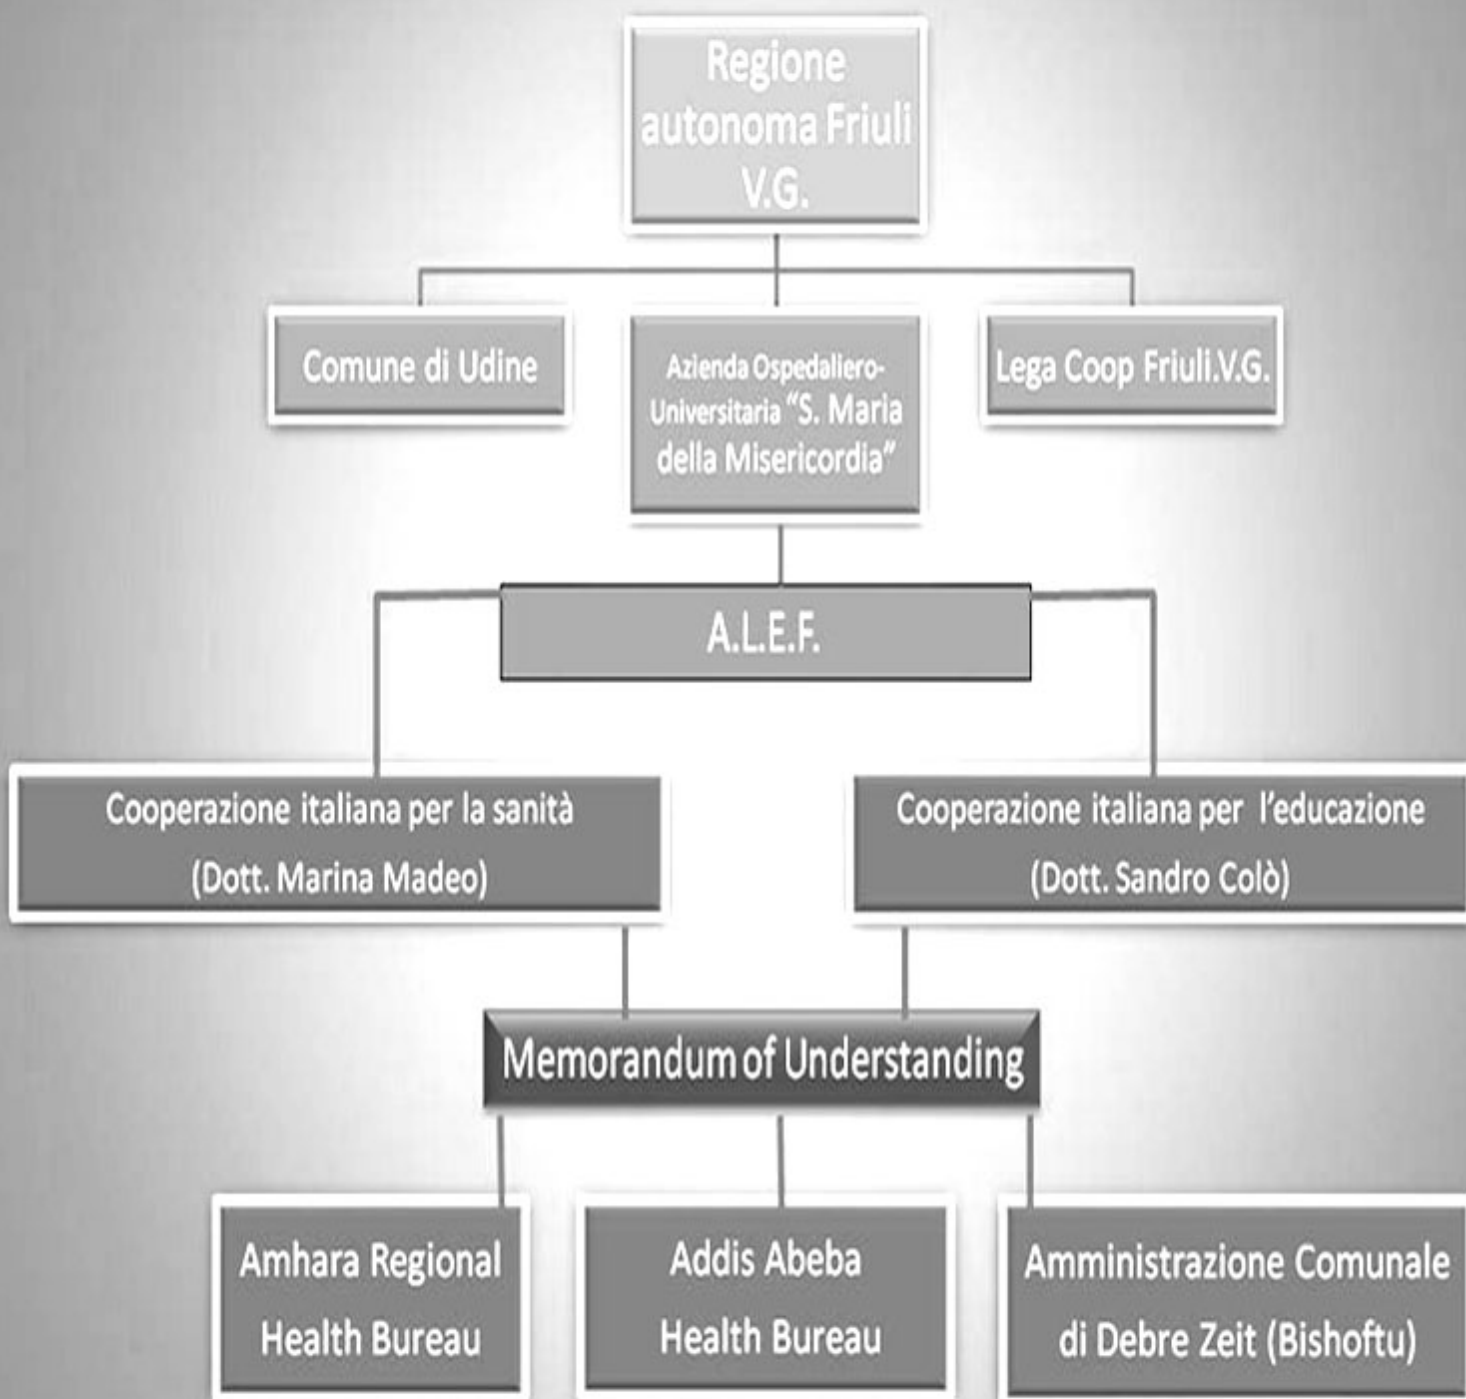 Regione
autonoma Friuli
V.G.
Comune di Udine
Azienda Ospedaliero-
Universitaria "S. Maria
della Misericordia"
Lega Coop Friuli.V.G.
A.L.E.F.
Cooperazione italiana per la sanità
(Dott. Marina Madeo)
Cooperazione italiana per l'educazione
(Dott. Sandro Colò)
Memorandum of Understanding
Amhara Regional
Health Bureau
Addis Abeba
Health Bureau
Amministrazione Comunale
di Debre Zeit (Bishoftu)